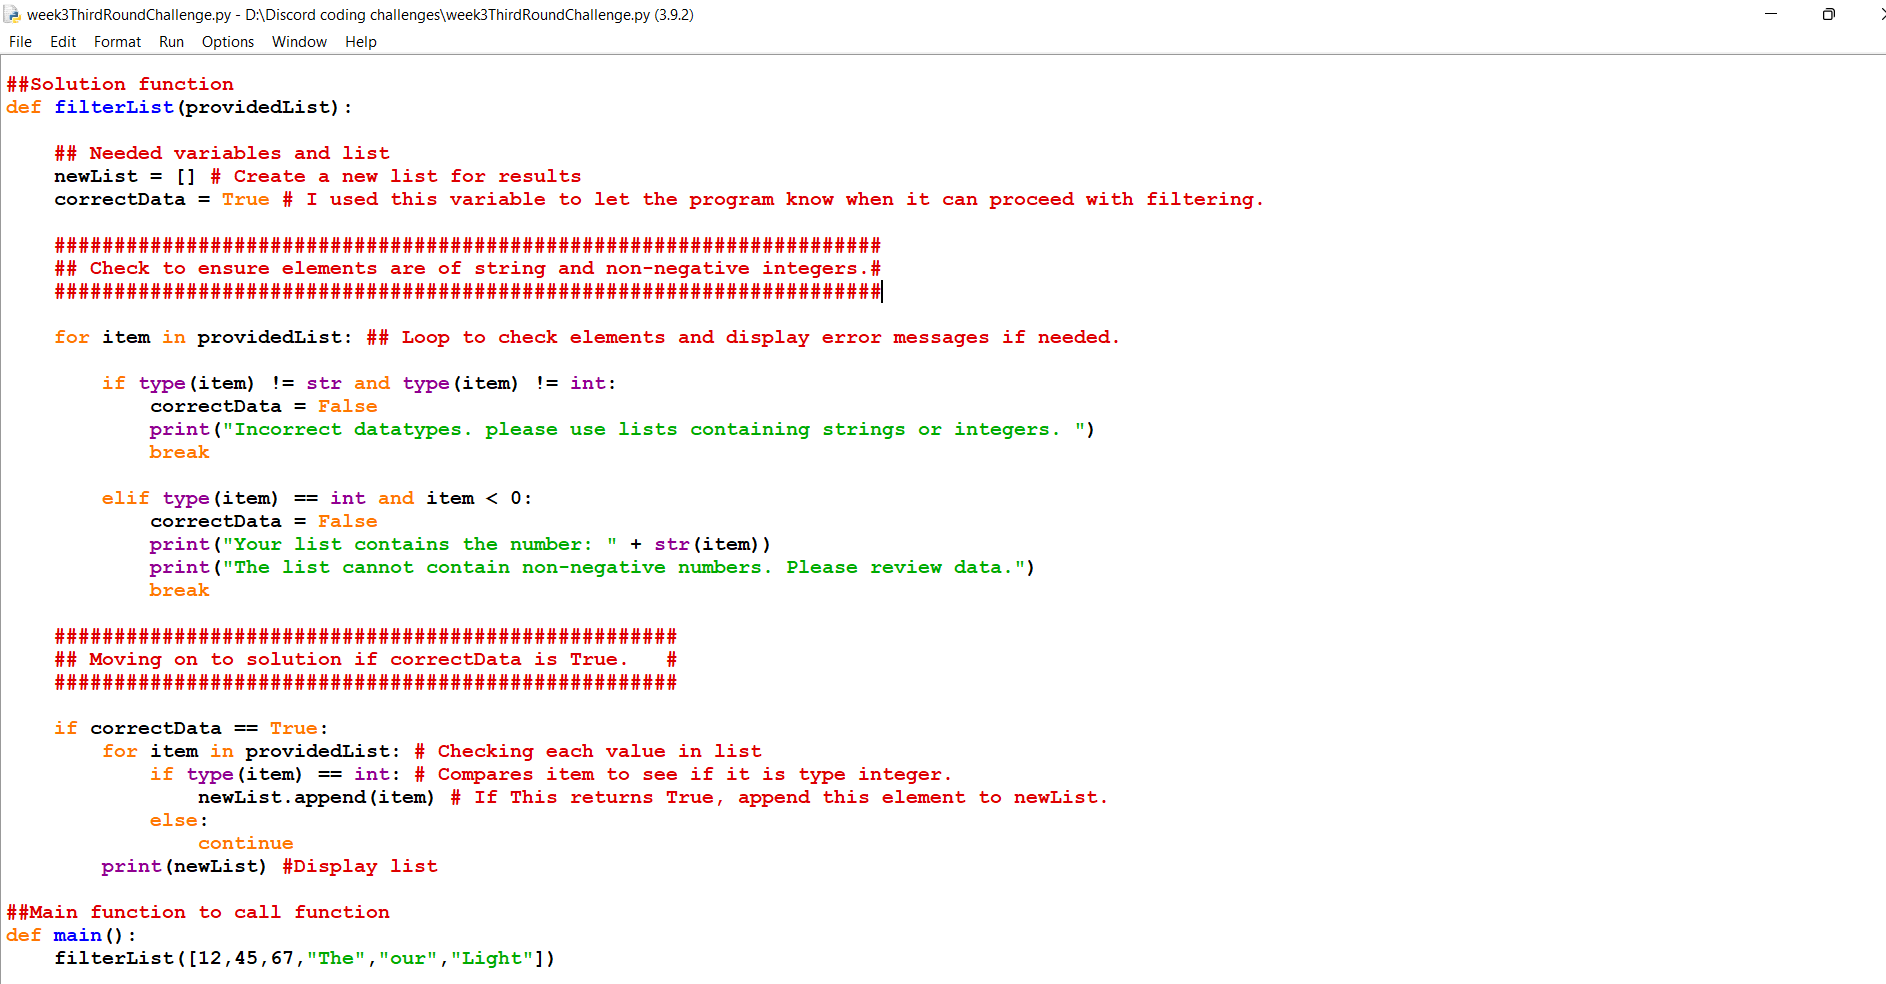 week3ThirdRoundChallenge.py - D:\Discord coding challenges\week3ThirdRoundChallenge.py (3.9.2)
File Edit Format Run Options Window Help
##Solution function
def filterList(providedList):
    ## Needed variables and list
    newList = [] # Create a new list for results
    correctData = True # I used this variable to let the program know when it can proceed with filtering.
    #####################################################################
    ## Check to ensure elements are of string and non-negative integers.#
    #####################################################################
    for item in providedList: ## Loop to check elements and display error messages if needed.
        if type(item) != str and type(item) != int:
            correctData = False
            print("Incorrect datatypes. please use lists containing strings or integers. ")
            break
        elif type(item) == int and item < 0:
            correctData = False
            print("Your list contains the number: " + str(item))
            print("The list cannot contain non-negative numbers. Please review data.")
            break
    ####################################################
    ## Moving on to solution if correctData is True.   #
    ####################################################
    if correctData == True:
        for item in providedList: # Checking each value in list
            if type(item) == int: # Compares item to see if it is type integer.
                newList.append(item) # If This returns True, append this element to newList.
            else:
                continue
        print(newList) #Display list
##Main function to call function
def main():
    filterList([12,45,67,"The","our","Light"])